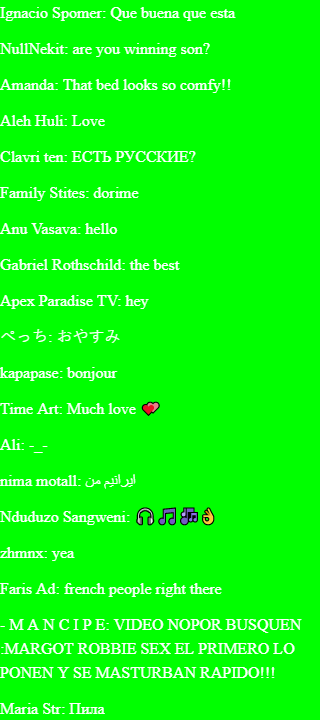 Ignacio Spomer: Que buena que esta
NullNekit: are you winning son?
Amanda: That bed looks so comfy!!
Aleh Huli: Love
Clavri ten: ЕСТЬ РУССКИЕ?
Family Stites: dorime
Anu Vasava: hello
Gabriel Rothschild: the best
Apex Paradise TV: hey
ぺっち: おやすみ
kapapase: bonjour
Time Art: Much love 💕
Ali: -_-
nima motall: ایرانیم من
Nduduzo Sangweni: 🎧🎵🎶👌
zhmnx: yea
Faris Ad: french people right there
- M A N C I P E: VIDEO NOPOR BUSQUEN
:MARGOT ROBBIE SEX EL PRIMERO LO
PONEN Y SE MASTURBAN RAPIDO!!!
Maria Str: Пила